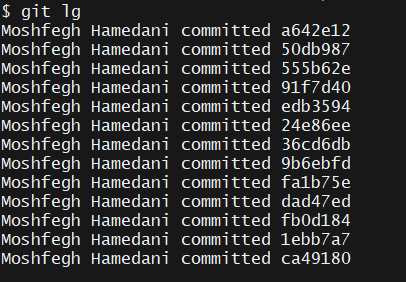 $ git lg
Moshfegh Hamedani committed a642e12
Moshfegh Hamedani committed 50db987
Moshfegh Hamedani committed 555b62e
Moshfegh Hamedani committed 91f7d40
Moshfegh Hamedani committed edb3594
Moshfegh Hamedani committed 24e86ee
Moshfegh Hamedani committed 36cd6db
Moshfegh Hamedani committed 9b6ebfd
Moshfegh Hamedani committed fa1b75e
Moshfegh Hamedani committed dad47ed
Moshfegh Hamedani committed fb0d184
Moshfegh Hamedani committed 1ebb7a7
Moshfegh Hamedani committed ca49180